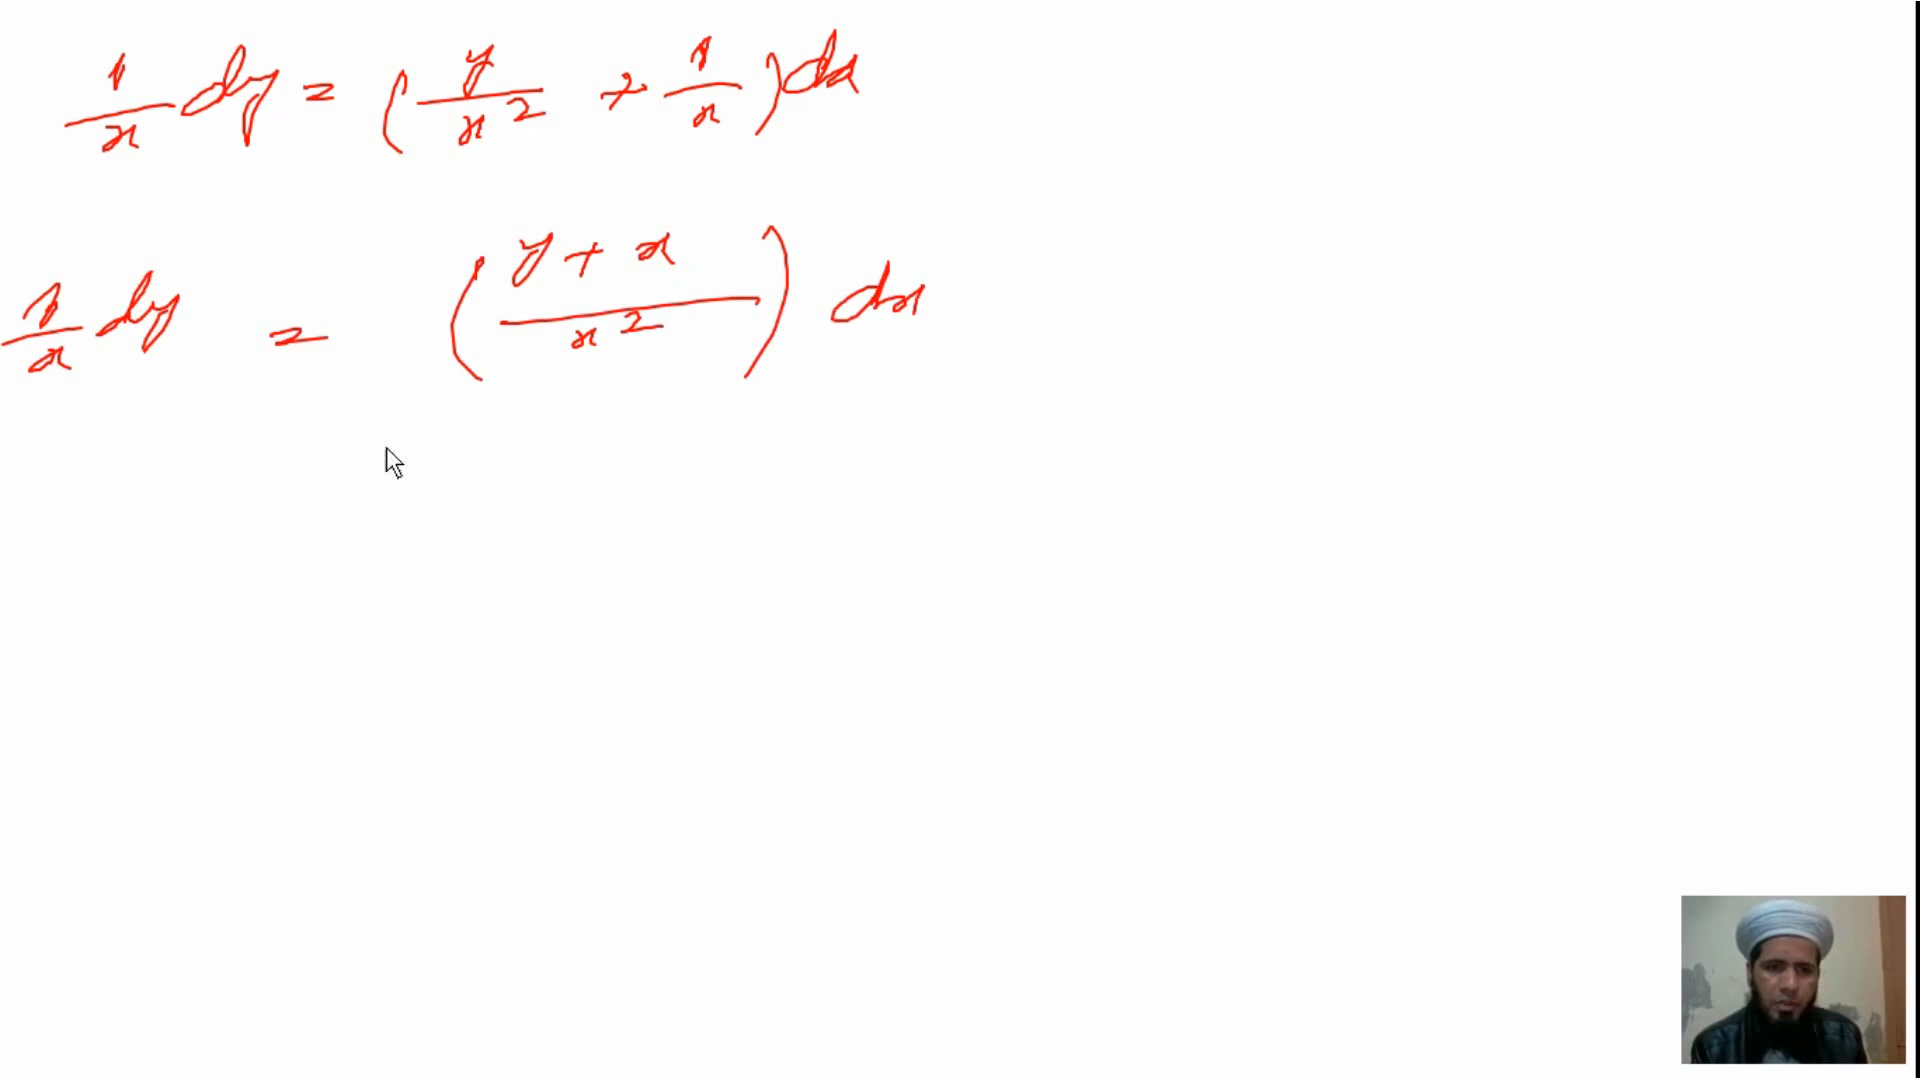 1/x dy = (y/x² + 1/x) dx
1/x dy = ((y + x)/x²) dx